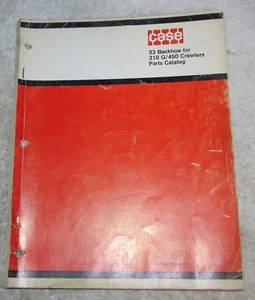 case
33 Backhoe for
310 G/450 Crawlers
Parts Catalog